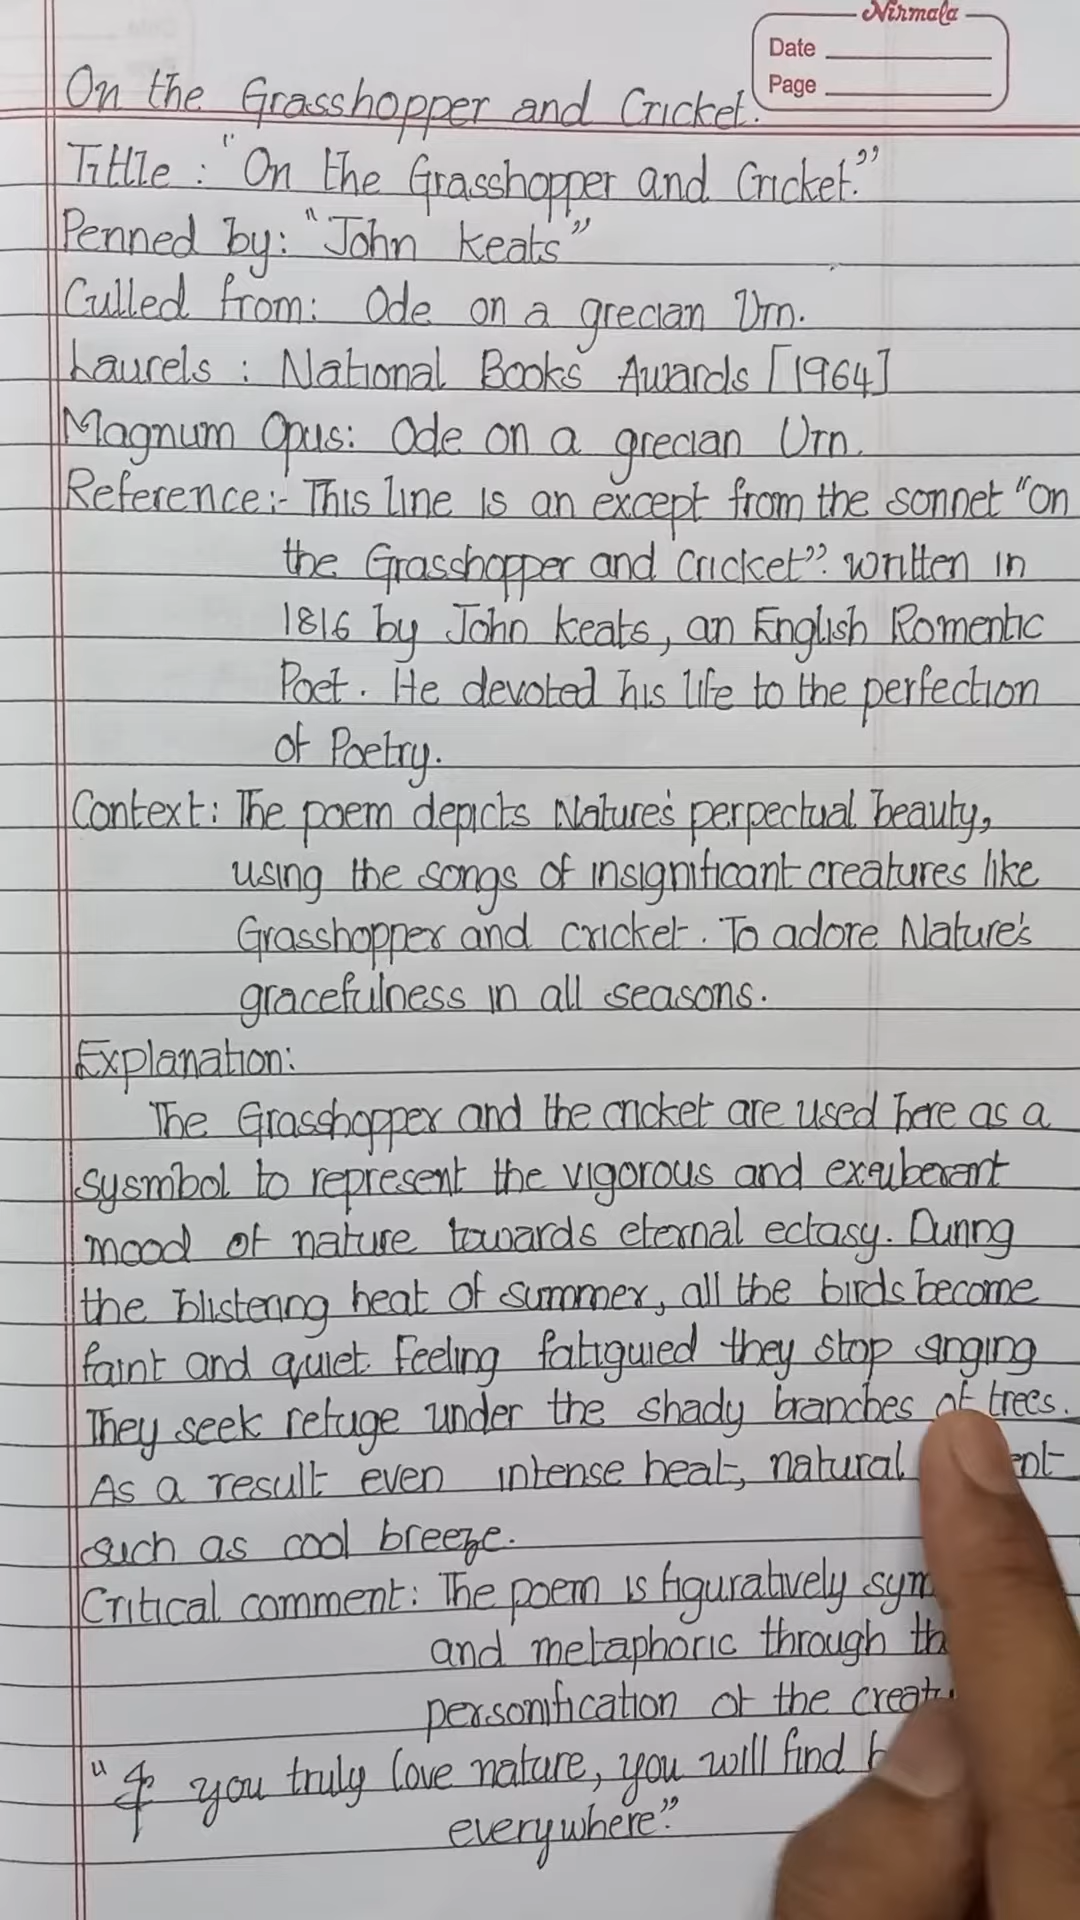 Nirmala
Date
Page
On the Grasshopper and Cricket.
Tittle : "On the Grasshopper and Cricket."
Penned by: "John Keats"
Culled from: Ode on a grecian Urn.
Laurels : National Books Awards [1964]
Magnum Opus: Ode on a grecian Urn.
Reference:- This line is an except from the sonnet "on
the Grasshopper and Cricket". written in
1816 by John Keats, an English Romentic
Poet. He devoted his life to the perfection
of Poetry.
Context: The poem depicts Nature's perpectual beauty,
using the songs of insignificant creatures like
Grasshopper and cricket. To adore Nature's
gracefulness in all seasons.
Explanation:
The Grasshopper and the cricket are used here as a
sysmbol to represent the vigorous and exeuberant
mood of nature towards eternal ectasy. During
the blistering heat of summer, all the birds become
faint and quiet Feeling fatiguied they stop singing
They seek refuge under the shady branches of trees.
As a result even intense heat, natural
such as cool breeze.
Critical comment: The poem is figuratively
and metaphoric through
personification of the
"If you truly love nature, you will find
everywhere"